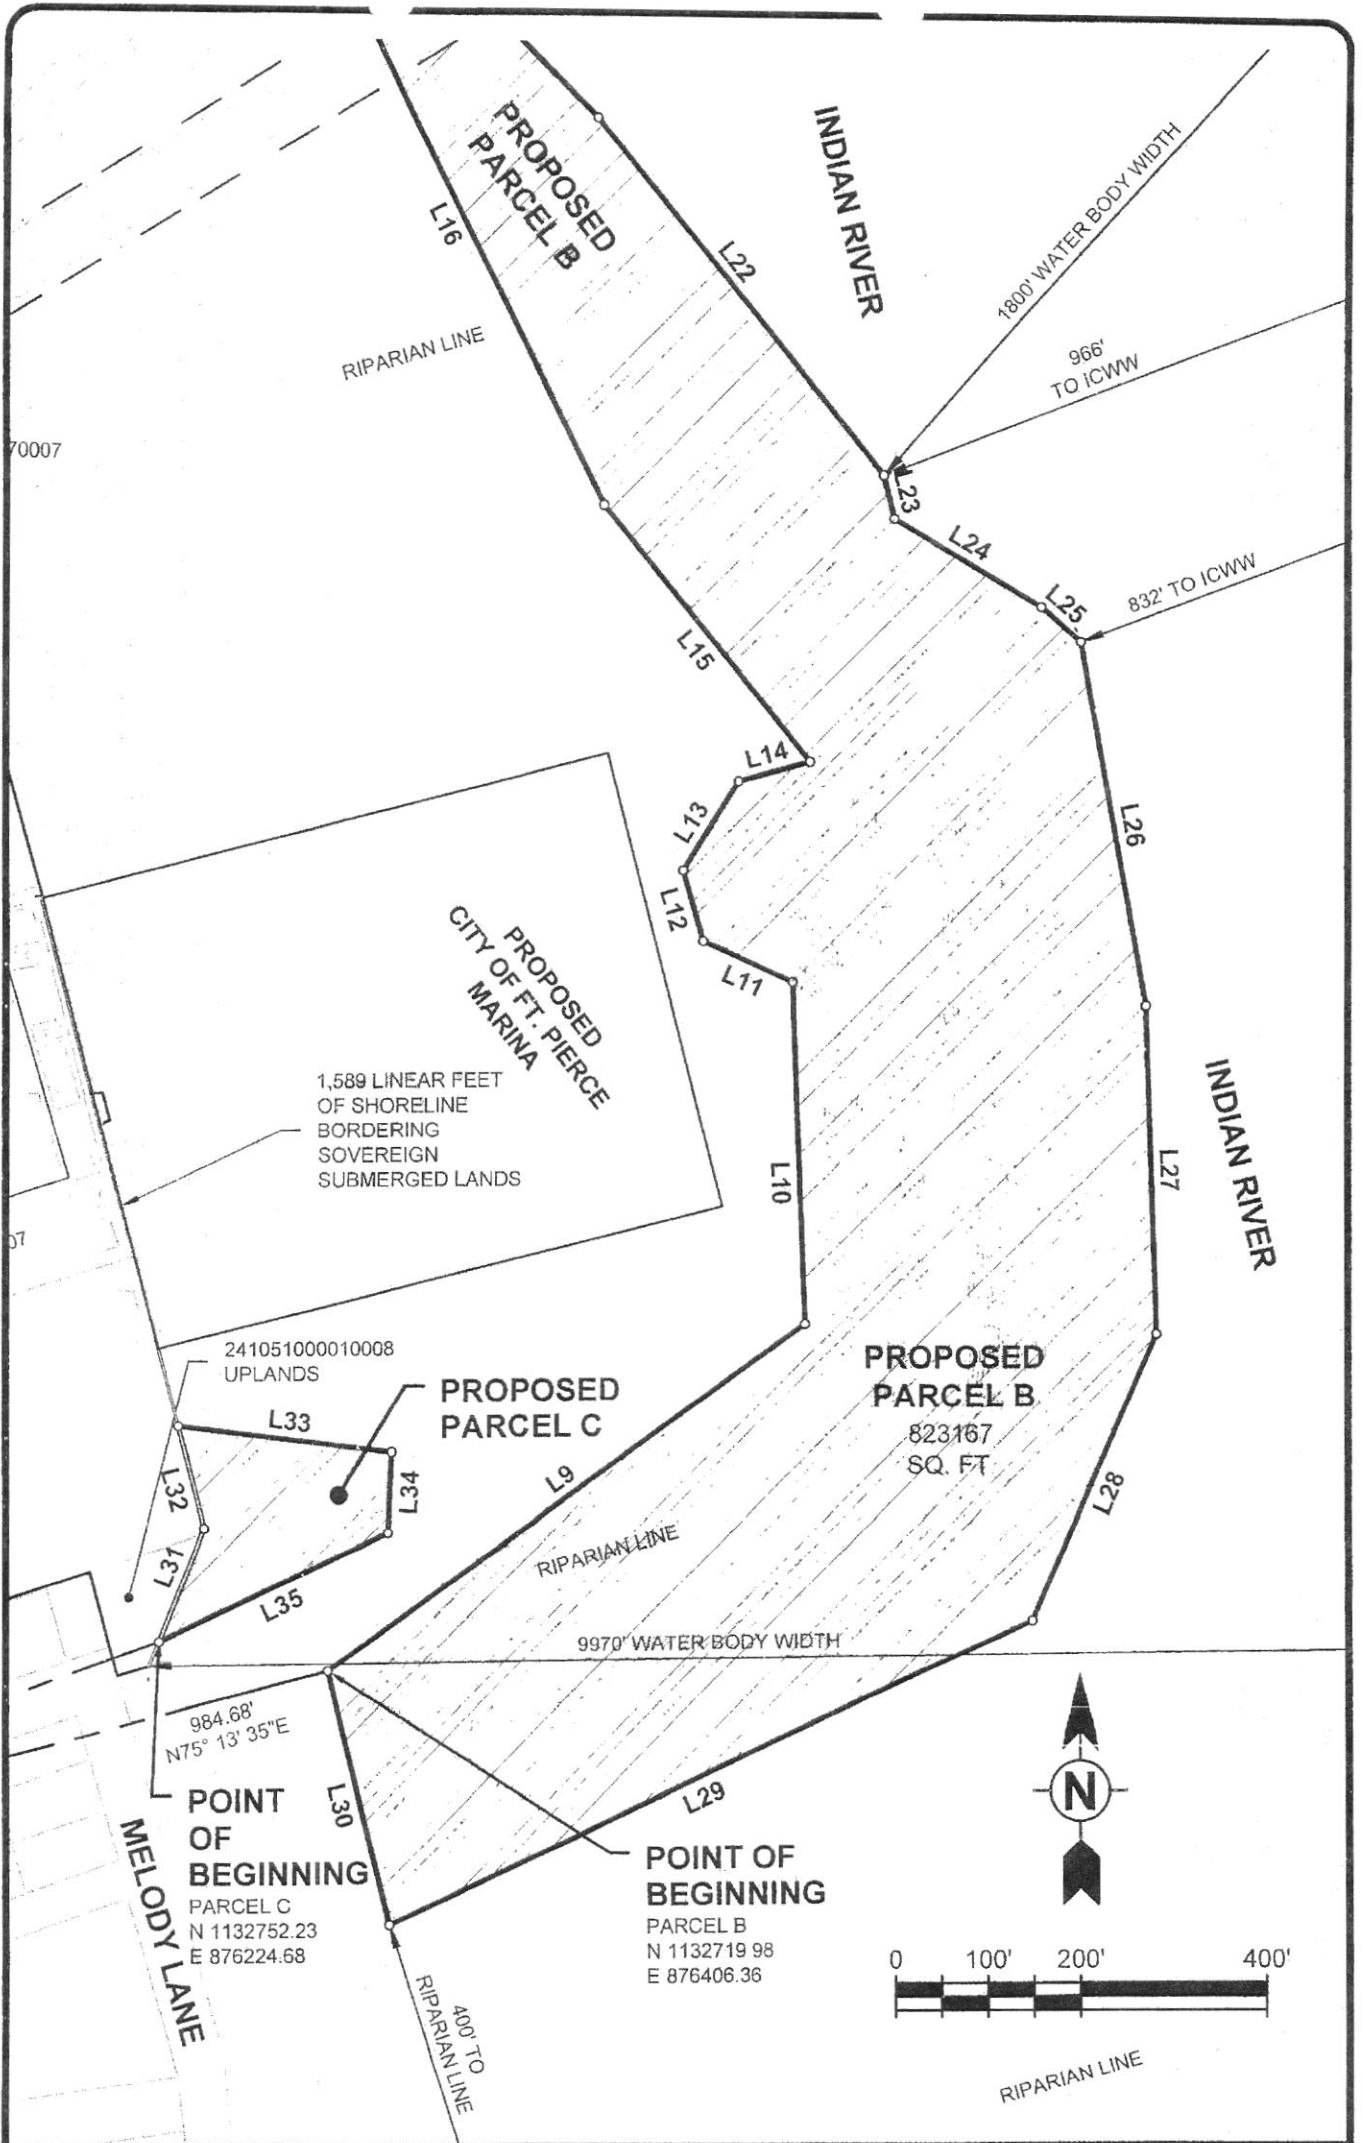 PROPOSED
PARCEL B
INDIAN RIVER
1800' WATER BODY WIDTH
L16
L22
966'
TO ICWW
RIPARIAN LINE
70007
L23
L24
L25
832' TO ICWW
L15
L14
L13
L26
L12
L11
PROPOSED
CITY OF FT. PIERCE
MARINA
1,589 LINEAR FEET
OF SHORELINE
BORDERING
SOVEREIGN
SUBMERGED LANDS
INDIAN RIVER
L10
L27
07
241051000010008
UPLANDS
PROPOSED
PARCEL C
PROPOSED
PARCEL B
823167
SQ. FT
L33
L32
L34
L9
L28
L31
L35
RIPARIAN LINE
9970' WATER BODY WIDTH
984.68'
N75° 13' 35"E
L30
L29
N
POINT
OF
BEGINNING
PARCEL C
N 1132752.23
E 876224.68
POINT OF
BEGINNING
PARCEL B
N 1132719 98
E 876406.36
MELODY LANE
0 100' 200' 400'
400' TO
RIPARIAN LINE
RIPARIAN LINE